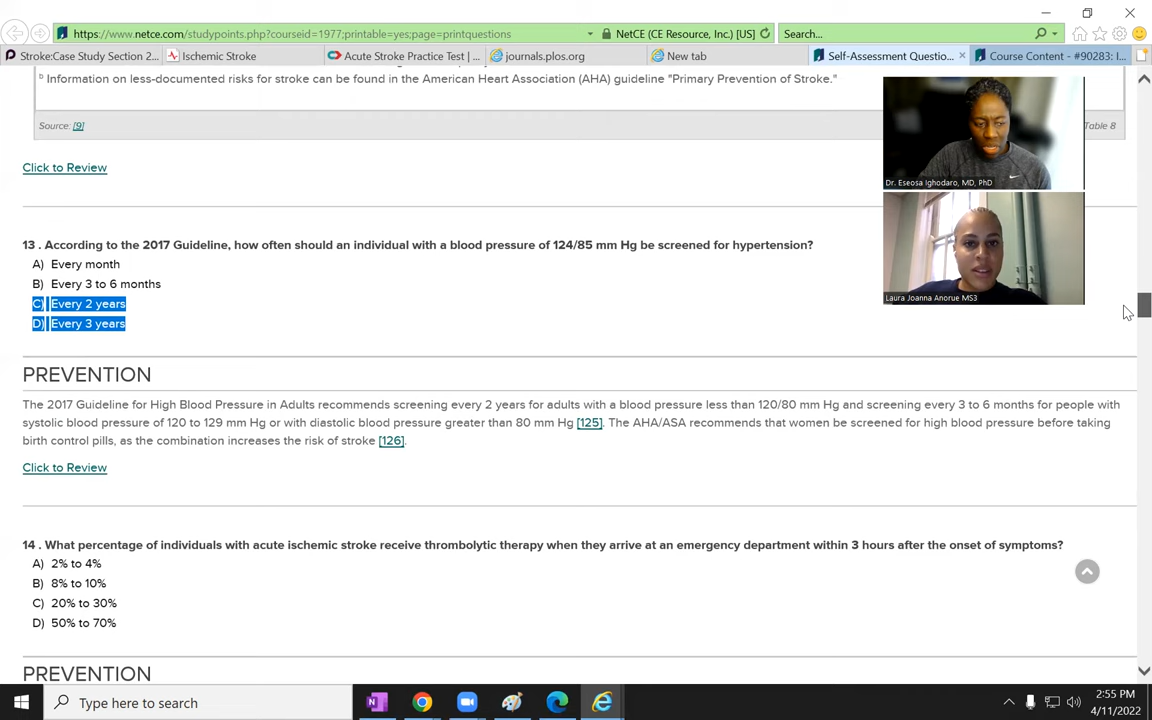 https://www.netce.com/studypoints.php?courseid=1977;printable=yes;page=printquestions
NetCE (CE Resource, Inc.) [US]
Search...
Stroke:Case Study Section 2...
Ischemic Stroke
Acute Stroke Practice Test | ...
journals.plos.org
New tab
Self-Assessment Questio...
Course Content - #90283: I...
b Information on less-documented risks for stroke can be found in the American Heart Association (AHA) guideline "Primary Prevention of Stroke."
Source: [9]
Table 8
Click to Review
Dr. Eseosa Ighodaro, MD, PhD
13 . According to the 2017 Guideline, how often should an individual with a blood pressure of 124/85 mm Hg be screened for hypertension?
A) Every month
B) Every 3 to 6 months
C) Every 2 years
D) Every 3 years
Laura Joanna Anorue MS3
PREVENTION
The 2017 Guideline for High Blood Pressure in Adults recommends screening every 2 years for adults with a blood pressure less than 120/80 mm Hg and screening every 3 to 6 months for people with
systolic blood pressure of 120 to 129 mm Hg or with diastolic blood pressure greater than 80 mm Hg [125]. The AHA/ASA recommends that women be screened for high blood pressure before taking
birth control pills, as the combination increases the risk of stroke [126].
Click to Review
14 . What percentage of individuals with acute ischemic stroke receive thrombolytic therapy when they arrive at an emergency department within 3 hours after the onset of symptoms?
A) 2% to 4%
B) 8% to 10%
C) 20% to 30%
D) 50% to 70%
PREVENTION
Type here to search
2:55 PM
4/11/2022